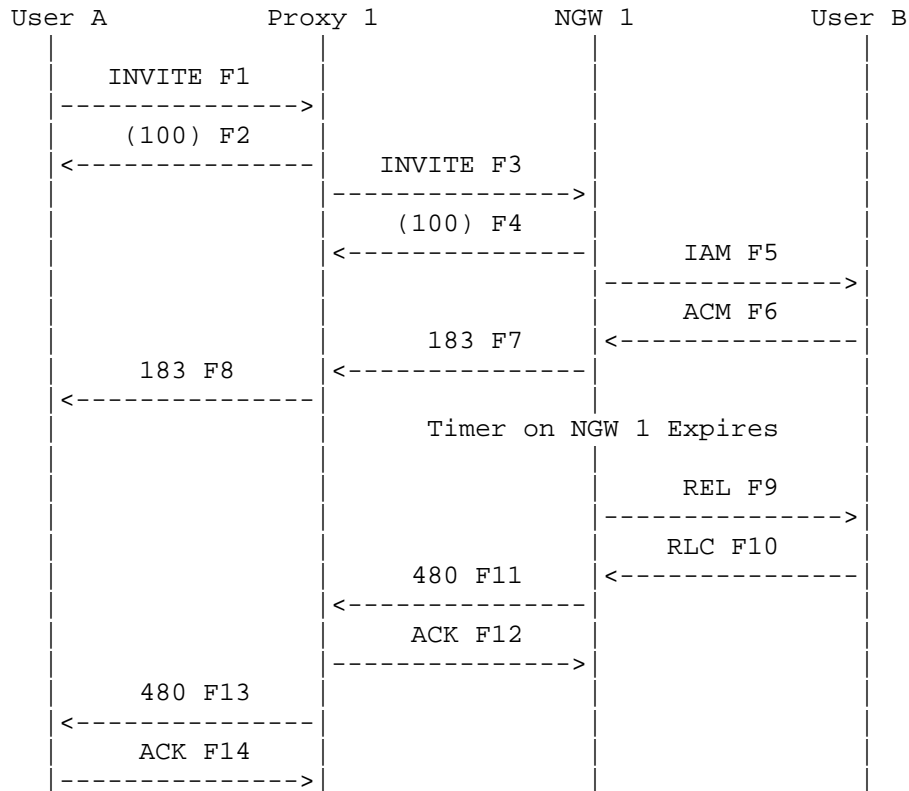 User A Proxy 1 NGW 1 User B
INVITE F1
(100) F2
INVITE F3
(100) F4
IAM F5
ACM F6
183 F7
183 F8
Timer on NGW 1 Expires
REL F9
RLC F10
480 F11
ACK F12
480 F13
ACK F14